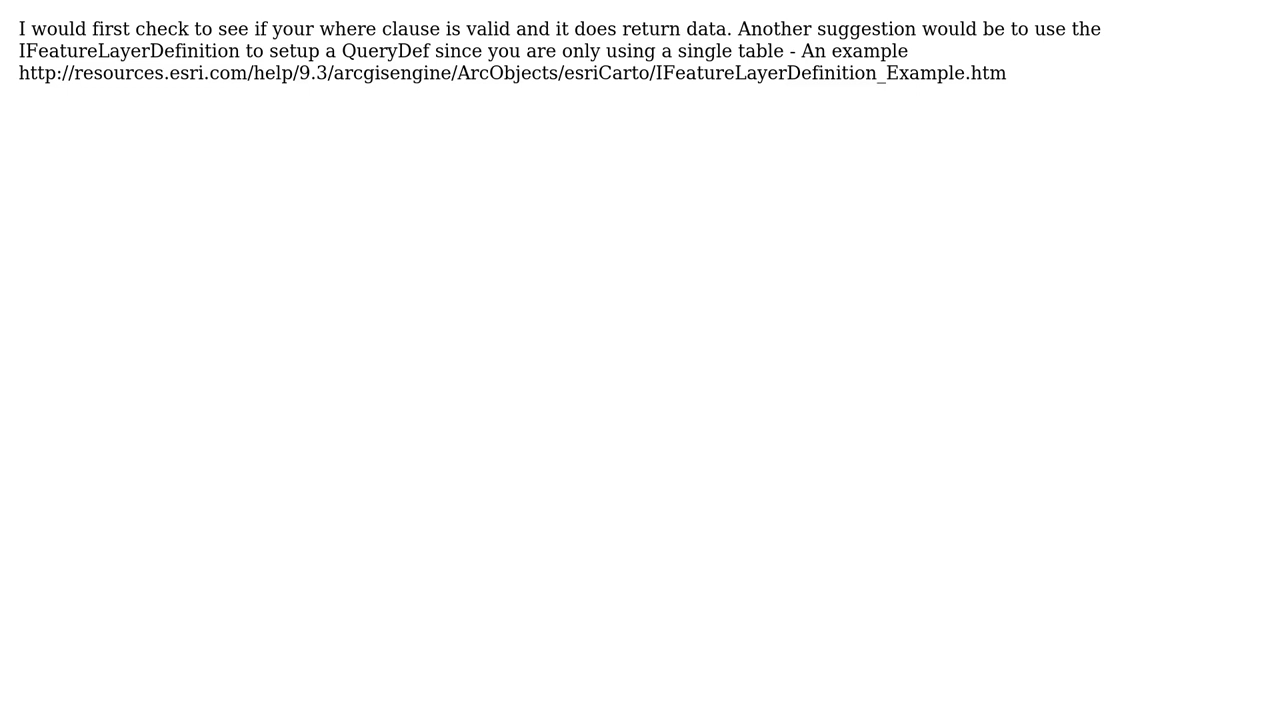 I would first check to see if your where clause is valid and it does return data. Another suggestion would be to use the
IFeatureLayerDefinition to setup a QueryDef since you are only using a single table - An example
http://resources.esri.com/help/9.3/arcgisengine/ArcObjects/esriCarto/IFeatureLayerDefinition_Example.htm